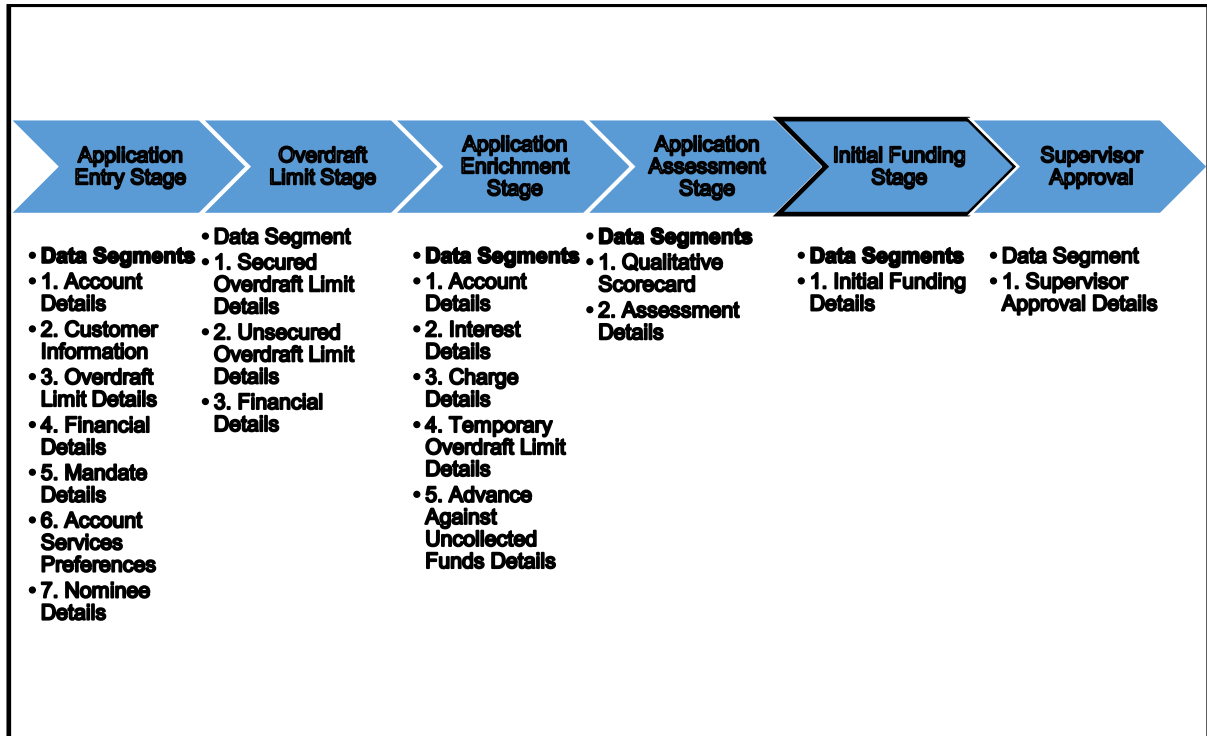 Application
Entry Stage
Overdraft
Limit Stage
Application
Enrichment
Stage
Application
Assessment
Stage
Initial Funding
Stage
Supervisor
Approval
• Data Segments
• 1. Account
Details
• 2. Customer
Information
• 3. Overdraft
Limit Details
• 4. Financial
Details
• 5. Mandate
Details
• 6. Account
Services
Preferences
• 7. Nominee
Details
• Data Segment
• 1. Secured
Overdraft Limit
Details
• 2. Unsecured
Overdraft Limit
Details
• 3. Financial
Details
• Data Segments
• 1. Account
Details
• 2. Interest
Details
• 3. Charge
Details
• 4. Temporary
Overdraft Limit
Details
• 5. Advance
Against
Uncollected
Funds Details
• Data Segments
• 1. Qualitative
Scorecard
• 2. Assessment
Details
• Data Segments
• 1. Initial Funding
Details
• Data Segment
• 1. Supervisor
Approval Details